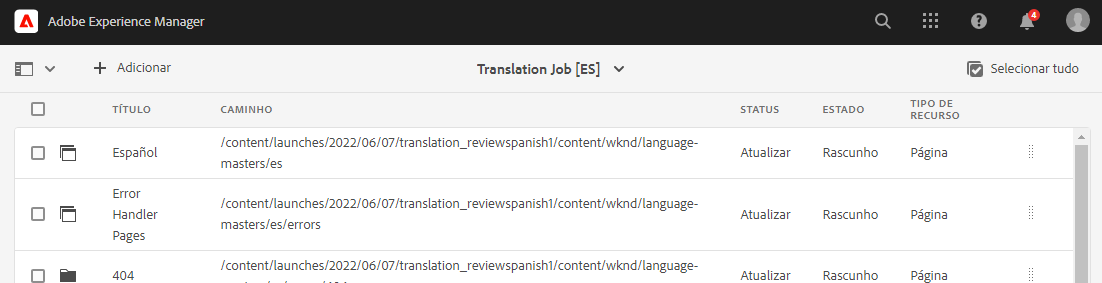 Adobe Experience Manager
4
Adicionar
Translation Job [ES]
Selecionar tudo
TÍTULO
CAMINHO
STATUS
ESTADO
TIPO DE
RECURSO
Español
/content/launches/2022/06/07/translation_reviewspanish1/content/wknd/language-
masters/es
Atualizar
Rascunho
Página
Error
Handler
Pages
/content/launches/2022/06/07/translation_reviewspanish1/content/wknd/language-
masters/es/errors
Atualizar
Rascunho
Página
404
/content/launches/2022/06/07/translation_reviewspanish1/content/wknd/language-
Atualizar
Rascunho
Página